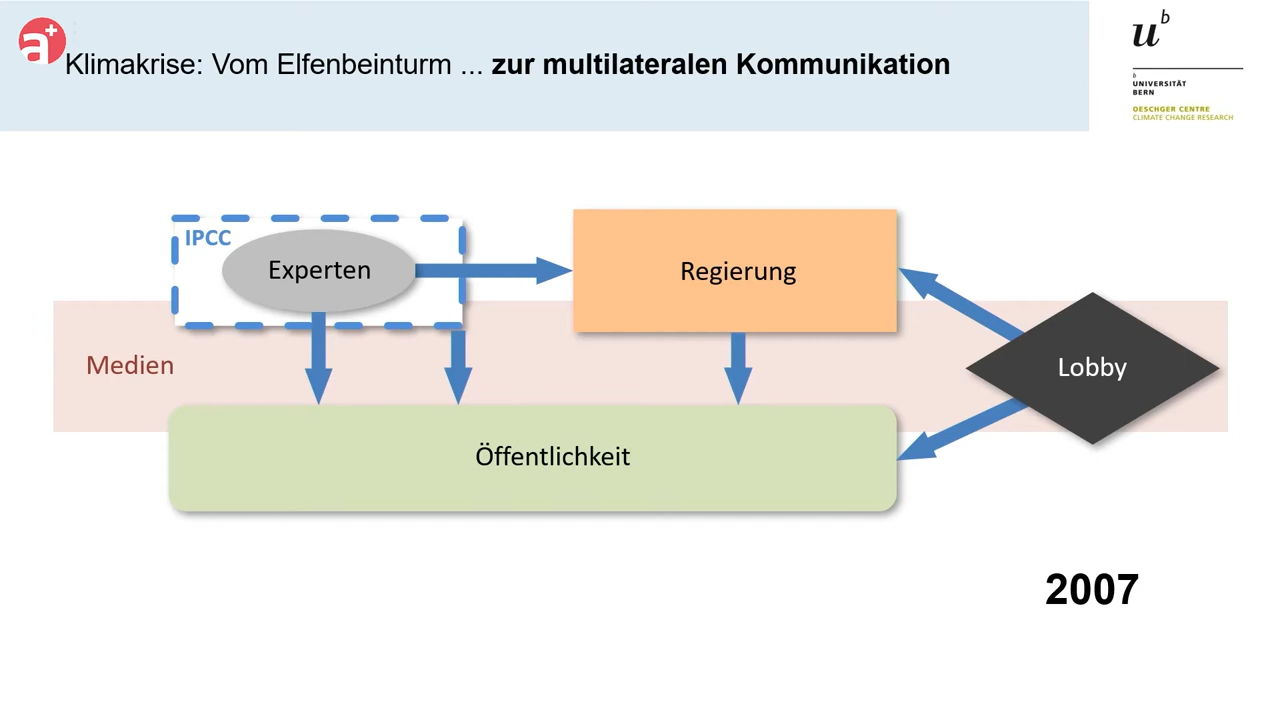 a+
Klimakrise: Vom Elfenbeinturm ... zur multilateralen Kommunikation
u b
b
UNIVERSITÄT
BERN
OESCHGER CENTRE
CLIMATE CHANGE RESEARCH
IPCC
Experten
Regierung
Medien
Lobby
Öffentlichkeit
2007